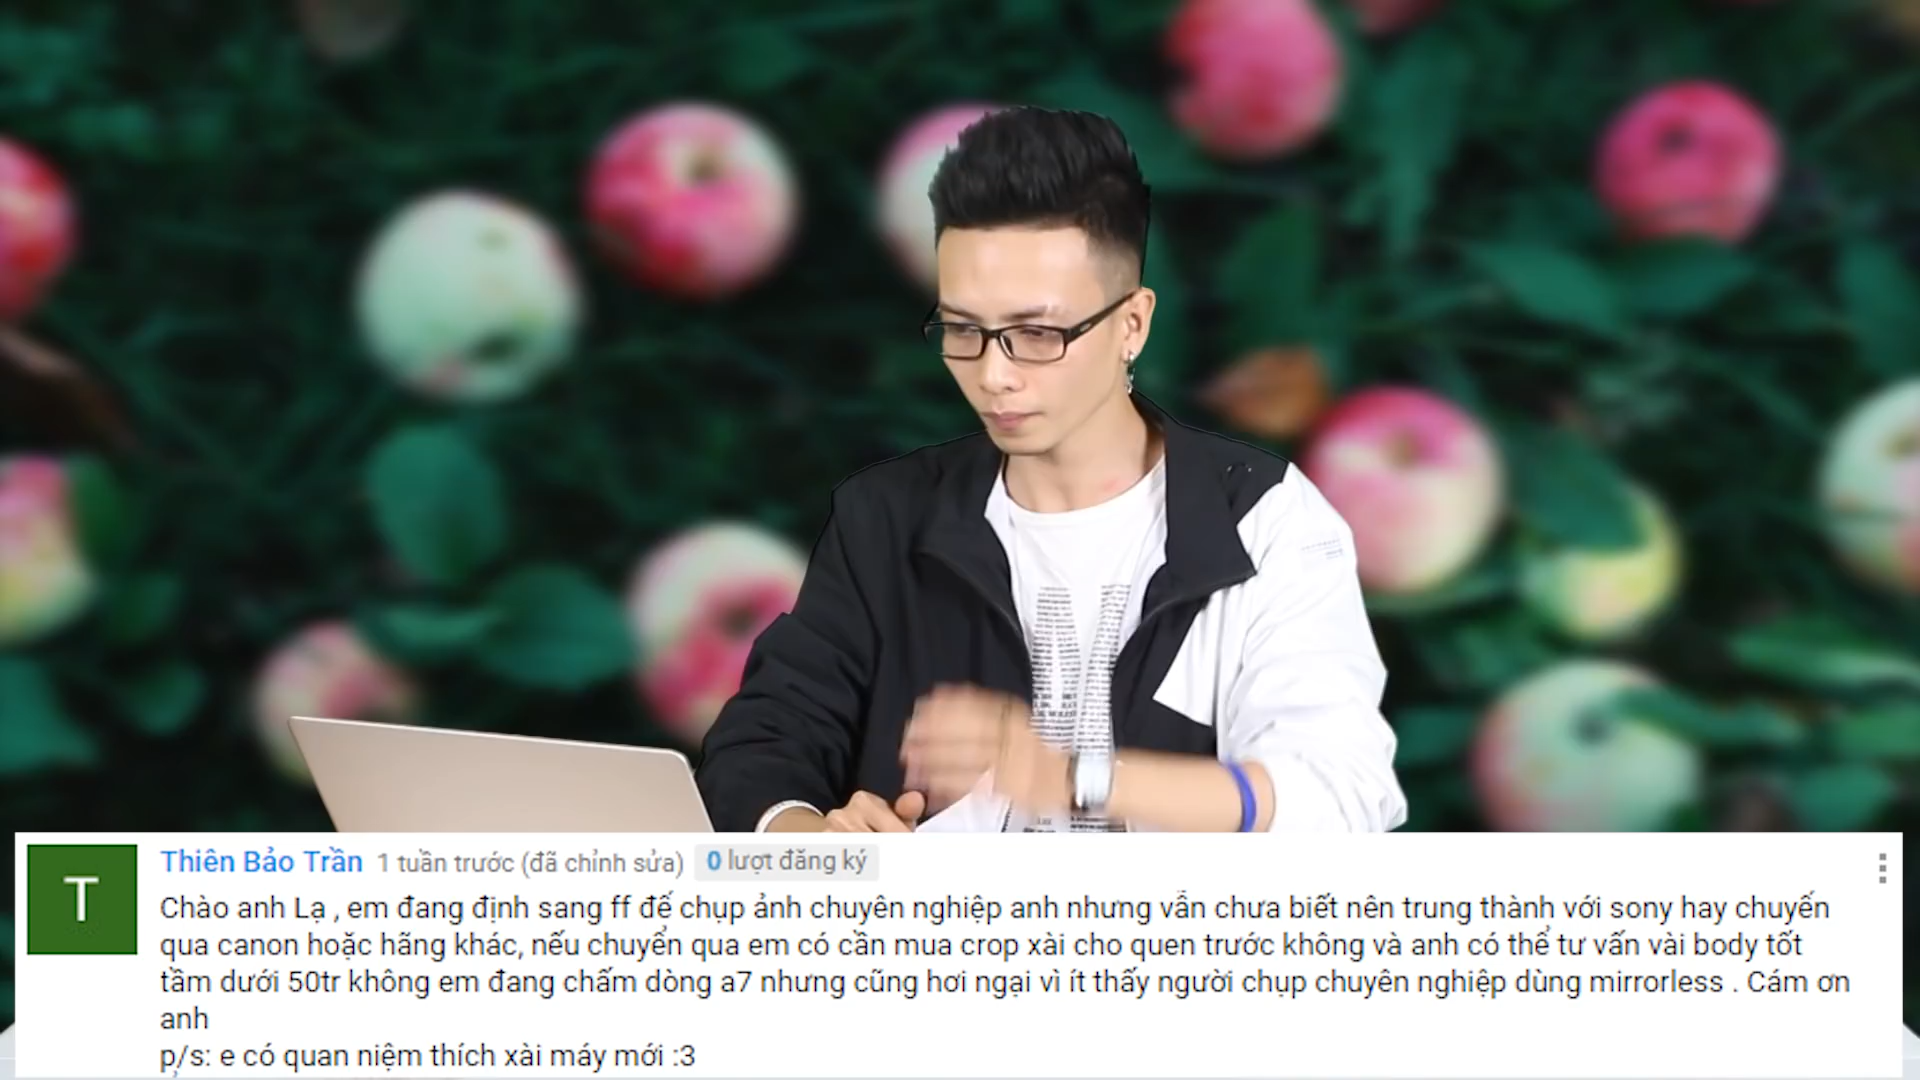 T
Thiên Bảo Trần 1 tuần trước (đã chỉnh sửa) 0 lượt đăng ký
Chào anh Lạ , em đang định sang ff để chụp ảnh chuyên nghiệp anh nhưng vẫn chưa biết nên trung thành với sony hay chuyển
qua canon hoặc hãng khác, nếu chuyển qua em có cần mua crop xài cho quen trước không và anh có thể tư vấn vài body tốt
tầm dưới 50tr không em đang chấm dòng a7 nhưng cũng hơi ngại vì ít thấy người chụp chuyên nghiệp dùng mirrorless . Cám ơn
anh
p/s: e có quan niệm thích xài máy mới :3